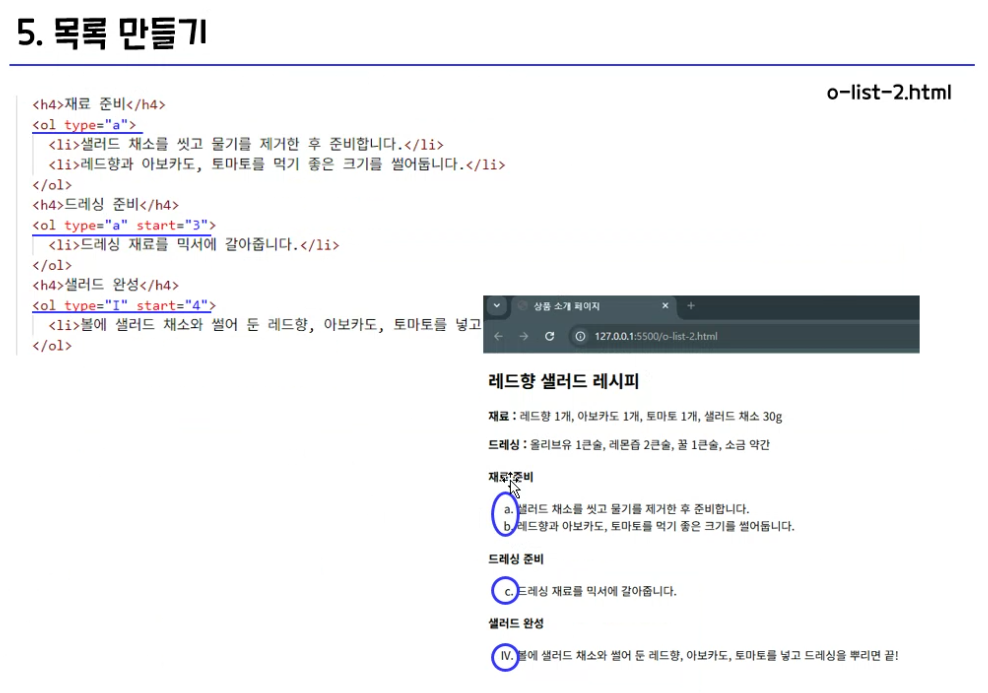 5. 목록 만들기
o-list-2.html
<h4>재료 준비</h4>
<ol type="a">
<li>샐러드 채소를 씻고 물기를 제거한 후 준비합니다.</li>
<li>레드향과 아보카도, 토마토를 먹기 좋은 크기를 썰어둡니다.</li>
</ol>
<h4>드레싱 준비</h4>
<ol type="a" start="3">
<li>드레싱 재료를 믹서에 갈아줍니다.</li>
</ol>
<h4>샐러드 완성</h4>
<ol type="I" start="4">
<li>볼에 샐러드 채소와 썰어 둔 레드향, 아보카도, 토마토를 넣고
</ol>
상품 소개 페이지
127.0.0.1:5500/o-list-2.html
레드향 샐러드 레시피
재료 : 레드향 1개, 아보카도 1개, 토마토 1개, 샐러드 채소 30g
드레싱 : 올리브유 1큰술, 레몬즙 2큰술, 꿀 1큰술, 소금 약간
재료 준비
a. 샐러드 채소를 씻고 물기를 제거한 후 준비합니다.
b. 레드향과 아보카도, 토마토를 먹기 좋은 크기를 썰어둡니다.
드레싱 준비
c. 드레싱 재료를 믹서에 갈아줍니다.
샐러드 완성
IV. 볼에 샐러드 채소와 썰어 둔 레드향, 아보카도, 토마토를 넣고 드레싱을 뿌리면 끝!